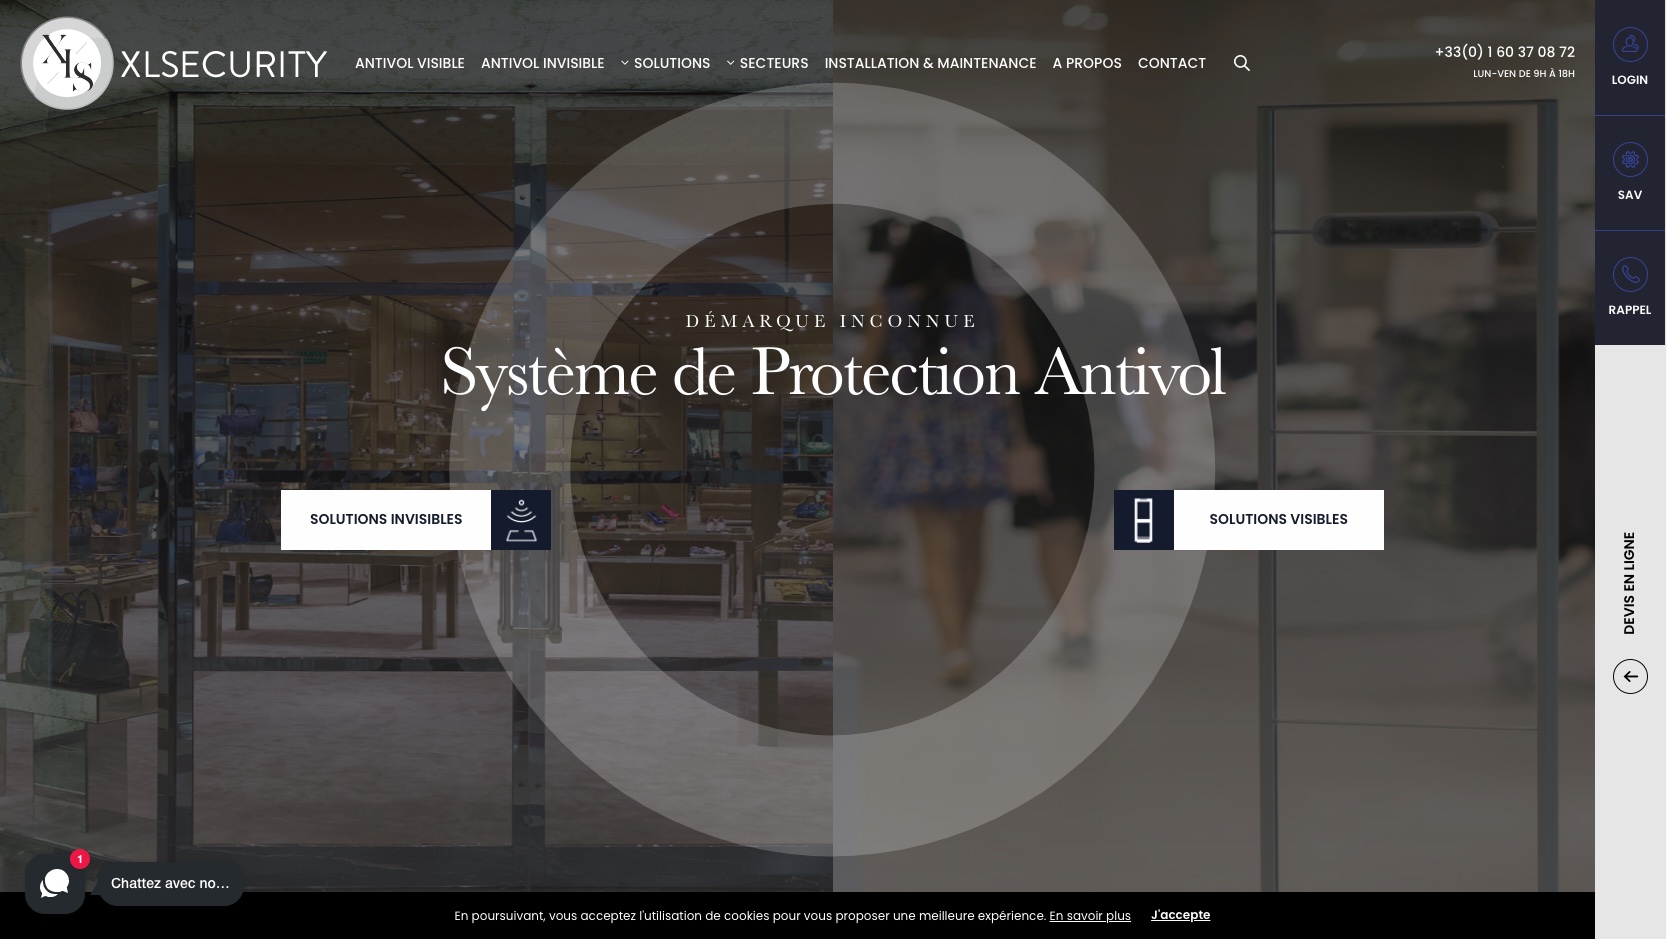 XLS
XLSECURITY
ANTIVOL VISIBLE
ANTIVOL INVISIBLE
SOLUTIONS
SECTEURS
INSTALLATION & MAINTENANCE
A PROPOS
CONTACT
+33(0) 1 60 37 08 72
LUN-VEN DE 9H À 18H
LOGIN
SAV
RAPPEL
DÉMARQUE INCONNUE
Système de Protection Antivol
SOLUTIONS INVISIBLES
SOLUTIONS VISIBLES
DEVIS EN LIGNE
1
Chattez avec no...
En poursuivant, vous acceptez l'utilisation de cookies pour vous proposer une meilleure expérience. En savoir plus J'accepte